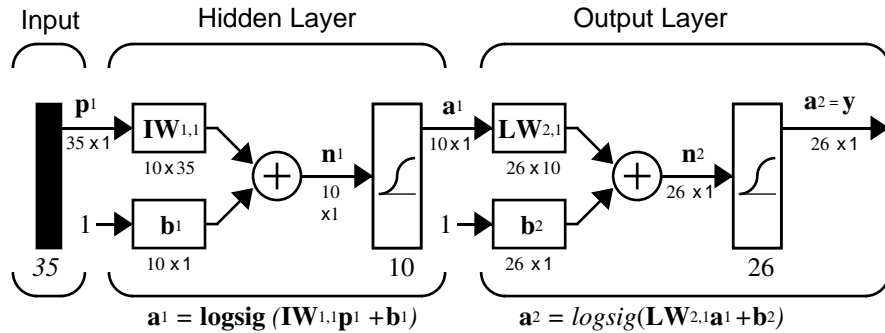 Input Hidden Layer Output Layer
p¹ a¹ a² = y
IW¹,¹ LW²,¹
35 x 1 n¹ 10 x 1 n² 26 x 1
10 x 35 26 x 10
10 26 x 1
x1
1 b¹ 1 b²
35 10 x 1 10 26 x 1 26
a¹ = logsig (IW¹,¹p¹ +b¹) a² = logsig(LW²,¹a¹ +b²)